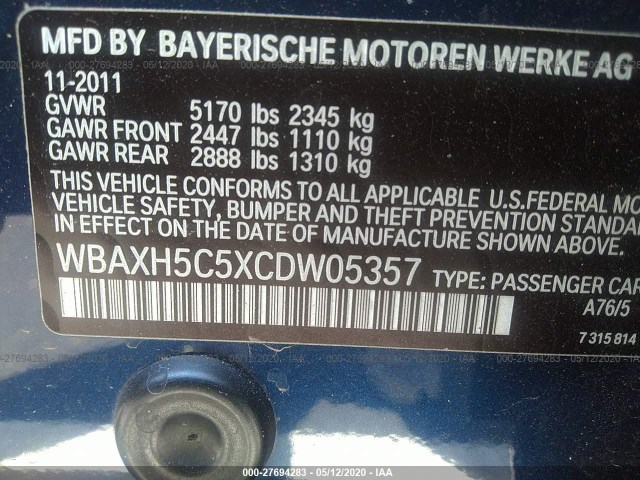 MFD BY BAYERISCHE MOTOREN WERKE AG
11-2011
GVWR 5170 lbs 2345 kg
GAWR FRONT 2447 lbs 1110 kg
GAWR REAR 2888 lbs 1310 kg
THIS VEHICLE CONFORMS TO ALL APPLICABLE U.S.FEDERAL MO
VEHICLE SAFETY, BUMPER AND THEFT PREVENTION STANDA
IN EFFECT ON THE DATE OF MANUFACTURE SHOWN ABOVE.
WBAXH5C5XCDW05357 TYPE: PASSENGER CAR
A76/5
7 315 814
000-27694283 - 05/12/2020 - IAA